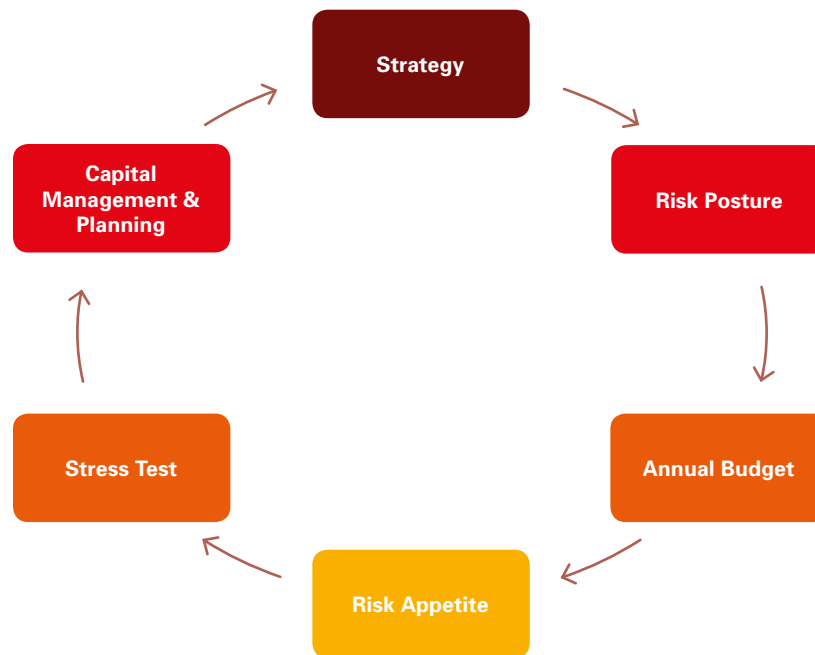 Strategy
Risk Posture
Annual Budget
Risk Appetite
Stress Test
Capital
Management &
Planning